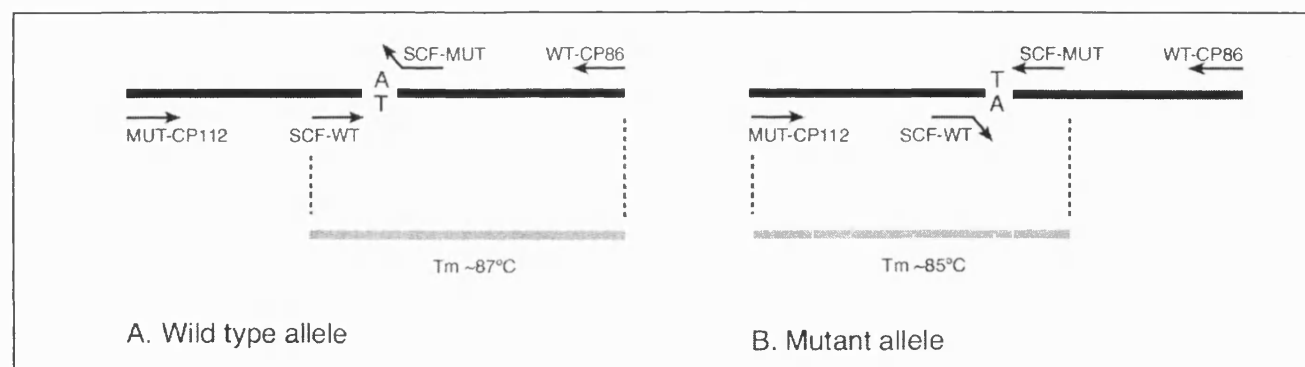 SCF-MUT
WT-CP86
A
T
MUT-CP112
SCF-WT
Tm ~87°C
A. Wild type allele
SCF-MUT
WT-CP86
T
A
MUT-CP112
SCF-WT
Tm ~85°C
B. Mutant allele